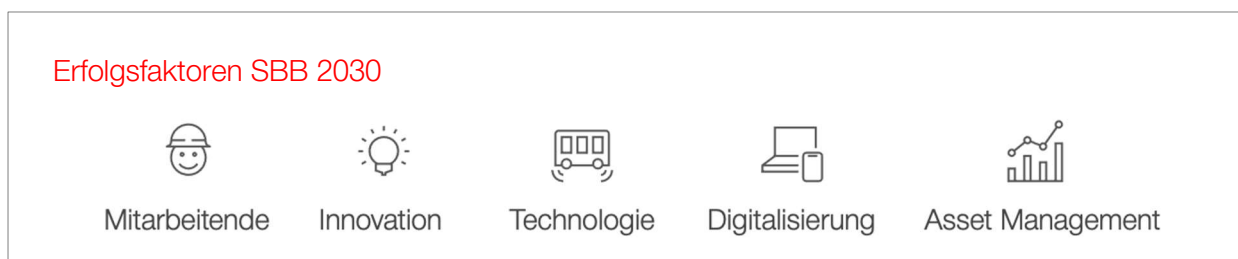 Erfolgsfaktoren SBB 2030
Mitarbeitende Innovation Technologie Digitalisierung Asset Management